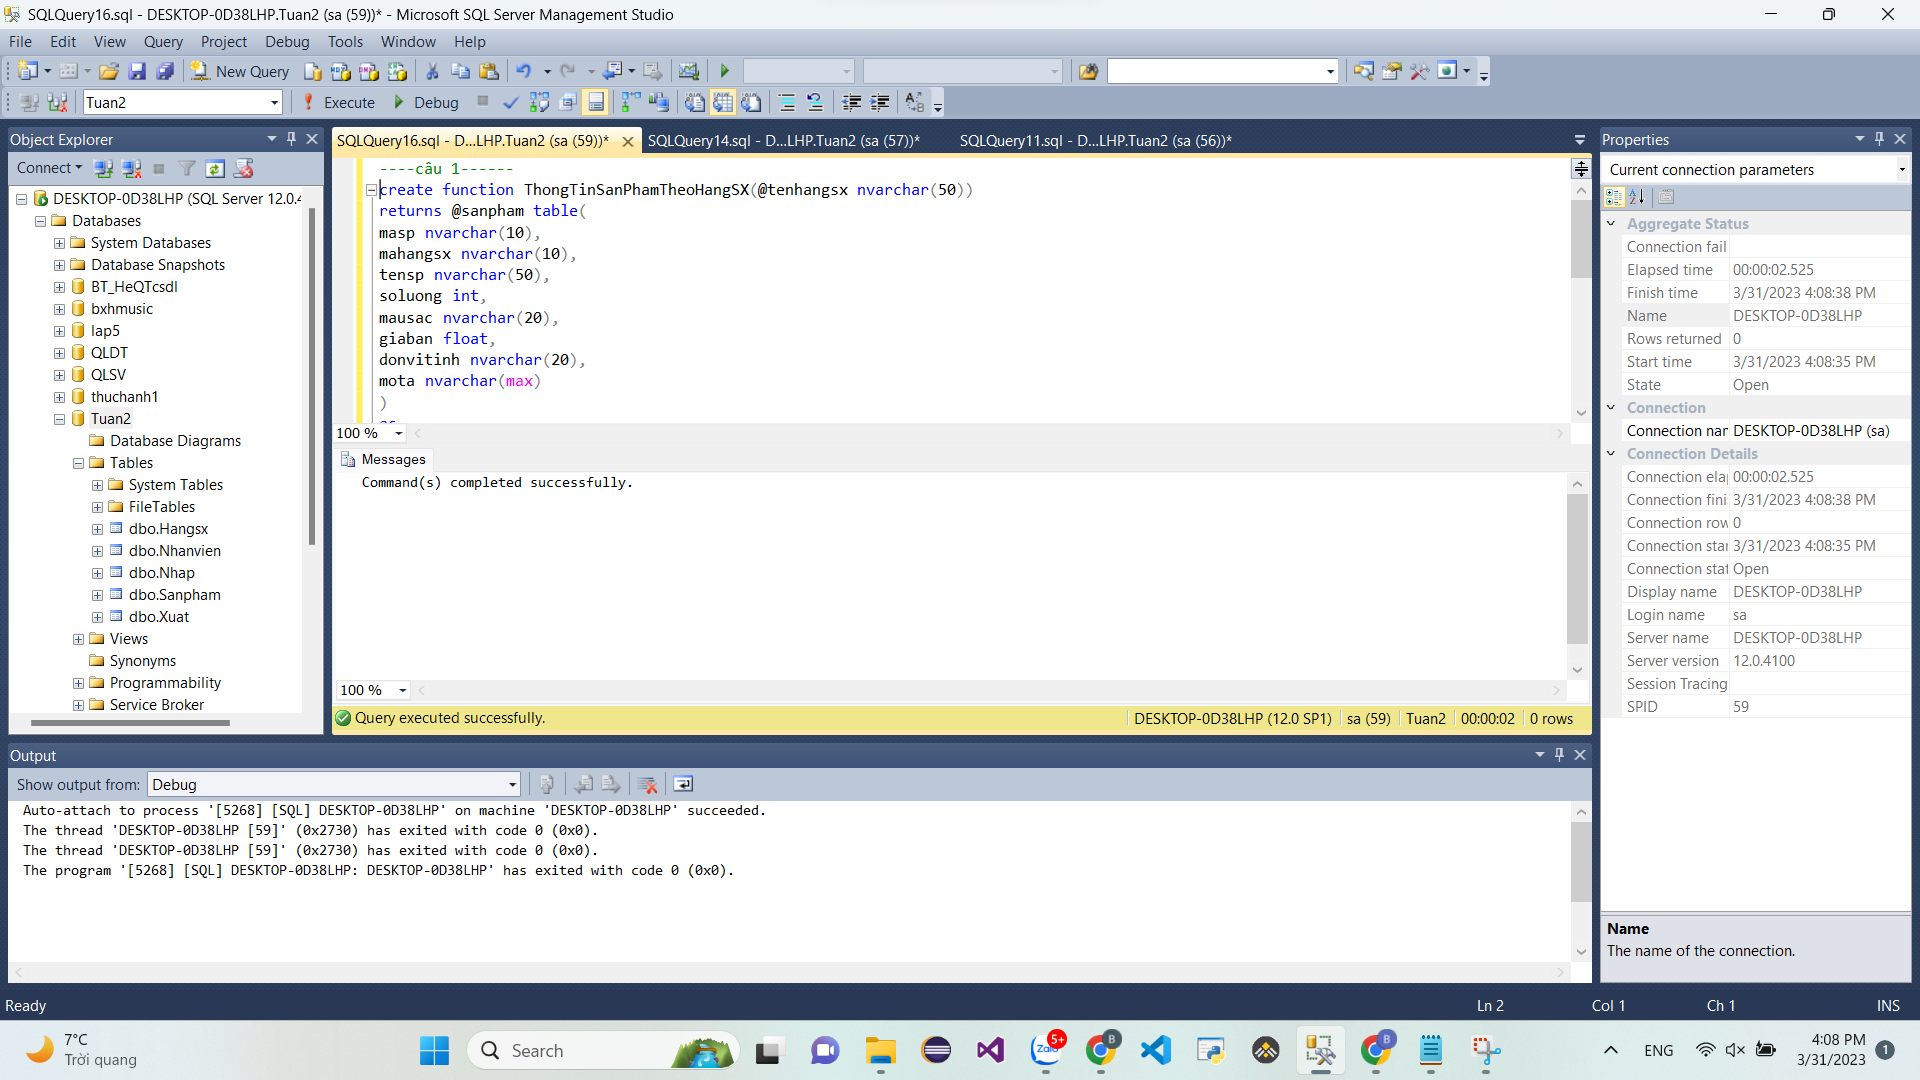 SQLQuery16.sql - DESKTOP-0D38LHP.Tuan2 (sa (59))* - Microsoft SQL Server Management Studio
File Edit View Query Project Debug Tools Window Help
New Query
Tuan2 Execute Debug
Object Explorer
Connect
DESKTOP-0D38LHP (SQL Server 12.0.4
Databases
System Databases
Database Snapshots
BT_HeQTcsdl
bxhmusic
lap5
QLDT
QLSV
thuchanh1
Tuan2
Database Diagrams
Tables
System Tables
FileTables
dbo.Hangsx
dbo.Nhanvien
dbo.Nhap
dbo.Sanpham
dbo.Xuat
Views
Synonyms
Programmability
Service Broker
SQLQuery16.sql - D...LHP.Tuan2 (sa (59))* SQLQuery14.sql - D...LHP.Tuan2 (sa (57))* SQLQuery11.sql - D...LHP.Tuan2 (sa (56))*
----câu 1------
create function ThongTinSanPhamTheoHangSX(@tenhangsx nvarchar(50))
returns @sanpham table(
masp nvarchar(10),
mahangsx nvarchar(10),
tensp nvarchar(50),
soluong int,
mausac nvarchar(20),
giaban float,
donvitinh nvarchar(20),
mota nvarchar(max)
)
100 %
Messages
Command(s) completed successfully.
100 %
Query executed successfully. DESKTOP-0D38LHP (12.0 SP1) sa (59) Tuan2 00:00:02 0 rows
Properties
Current connection parameters
Aggregate Status
Connection fail
Elapsed time 00:00:02.525
Finish time 3/31/2023 4:08:38 PM
Name DESKTOP-0D38LHP
Rows returned 0
Start time 3/31/2023 4:08:35 PM
State Open
Connection
Connection nar DESKTOP-0D38LHP (sa)
Connection Details
Connection ela 00:00:02.525
Connection fini 3/31/2023 4:08:38 PM
Connection row 0
Connection star 3/31/2023 4:08:35 PM
Connection stat Open
Display name DESKTOP-0D38LHP
Login name sa
Server name DESKTOP-0D38LHP
Server version 12.0.4100
Session Tracing
SPID 59
Name
The name of the connection.
Output
Show output from: Debug
Auto-attach to process '[5268] [SQL] DESKTOP-0D38LHP' on machine 'DESKTOP-0D38LHP' succeeded.
The thread 'DESKTOP-0D38LHP [59]' (0x2730) has exited with code 0 (0x0).
The thread 'DESKTOP-0D38LHP [59]' (0x2730) has exited with code 0 (0x0).
The program '[5268] [SQL] DESKTOP-0D38LHP: DESKTOP-0D38LHP' has exited with code 0 (0x0).
Ready Ln 2 Col 1 Ch 1 INS
7°C
Trời quang
Search
Zalo 5+
B
B
ENG
4:08 PM
3/31/2023
1